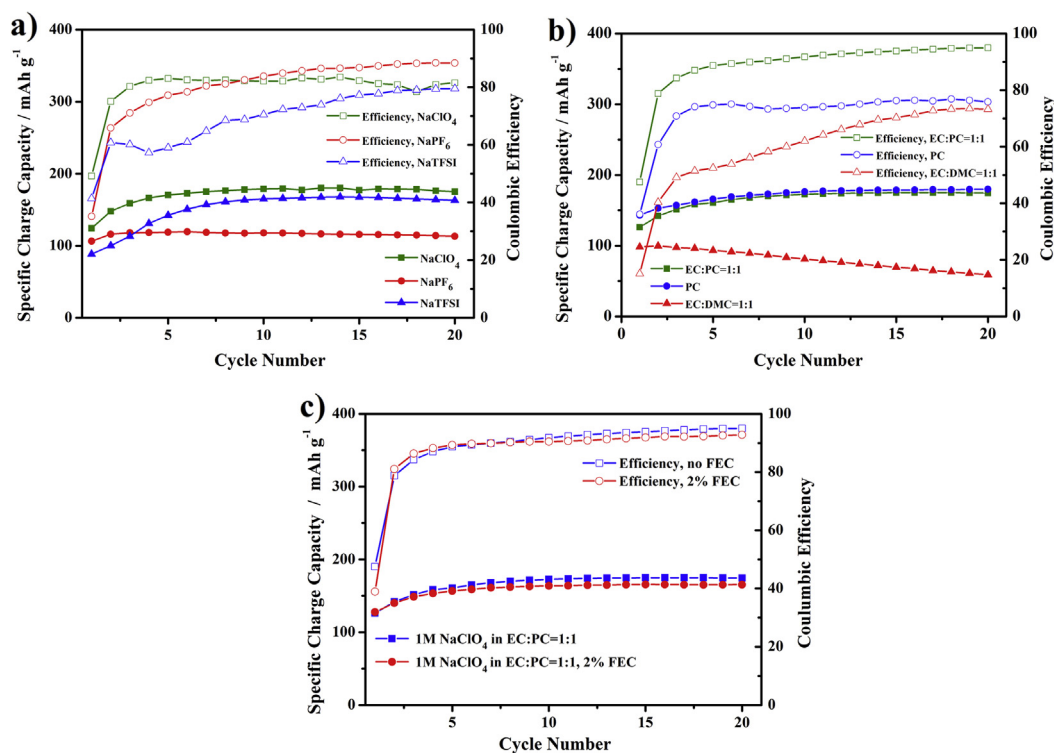 a)
Specific Charge Capacity / mAh g⁻¹
400
300
200
100
0
Efficiency, NaClO₄
Efficiency, NaPF₆
Efficiency, NaTFSI
NaClO₄
NaPF₆
NaTFSI
100
80
60
40
20
0
Coulombic Efficiency
0
5
10
15
20
Cycle Number
b)
Specific Charge Capacity / mAh g⁻¹
400
300
200
100
0
Efficiency, EC:PC=1:1
Efficiency, PC
Efficiency, EC:DMC=1:1
EC:PC=1:1
PC
EC:DMC=1:1
100
80
60
40
20
0
Coulumbic Efficiency
0
5
10
15
20
Cycle Number
c)
Specific Charge Capacity / mAh g⁻¹
400
300
200
100
0
Efficiency, no FEC
Efficiency, 2% FEC
1M NaClO₄ in EC:PC=1:1
1M NaClO₄ in EC:PC=1:1, 2% FEC
100
80
60
40
20
0
Coulumbic Efficiency
5
10
15
20
Cycle Number